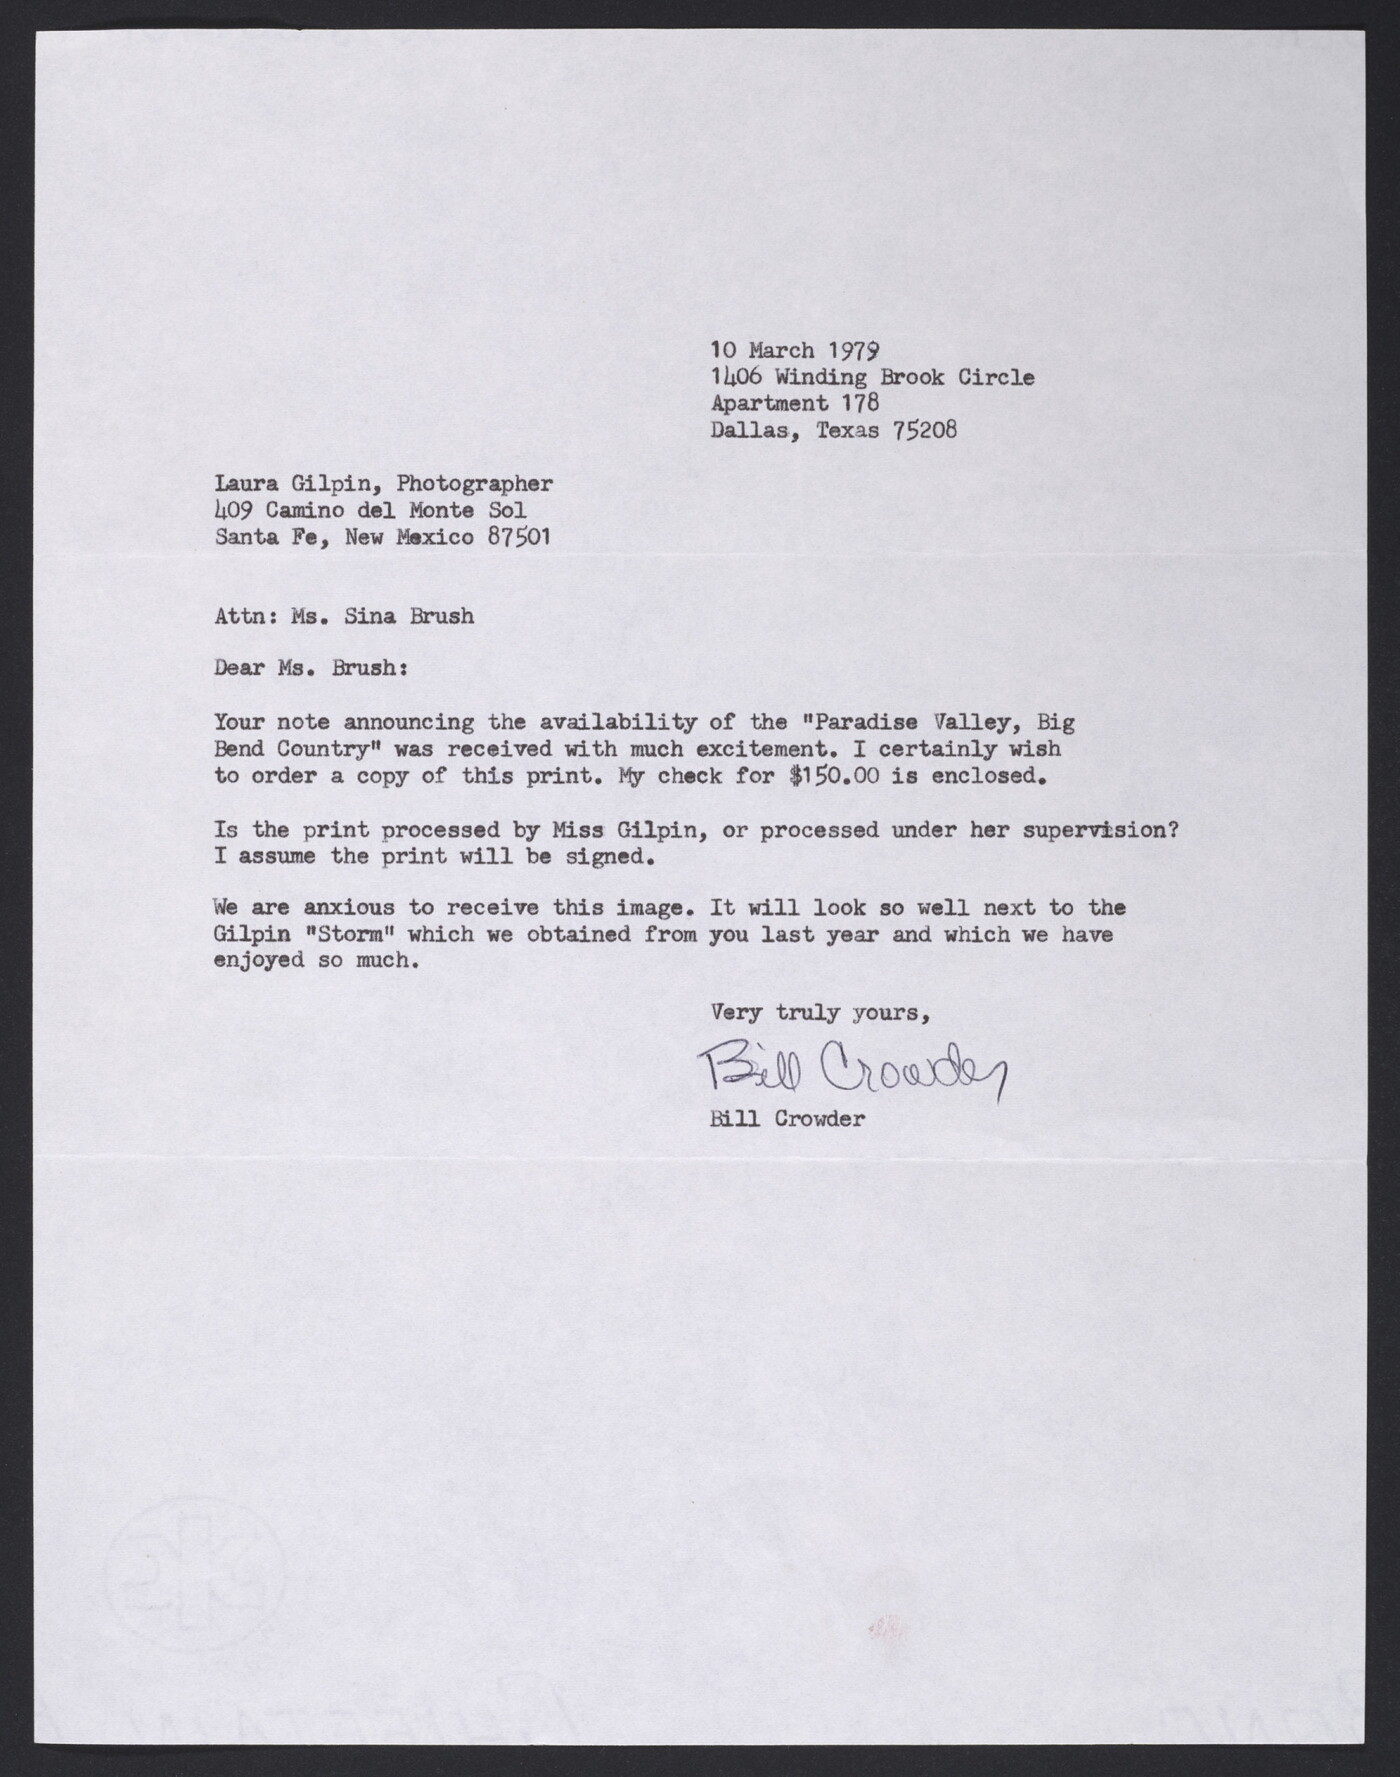 10 March 1979
1406 Winding Brook Circle
Apartment 178
Dallas, Texas 75208
Laura Gilpin, Photographer
409 Camino del Monte Sol
Santa Fe, New Mexico 87501
Attn: Ms. Sina Brush
Dear Ms. Brush:
Your note announcing the availability of the "Paradise Valley, Big
Bend Country" was received with much excitement. I certainly wish
to order a copy of this print. My check for $150.00 is enclosed.
Is the print processed by Miss Gilpin, or processed under her supervision?
I assume the print will be signed.
We are anxious to receive this image. It will look so well next to the
Gilpin "Storm" which we obtained from you last year and which we have
enjoyed so much.
Very truly yours,
Bill Crowder
Bill Crowder